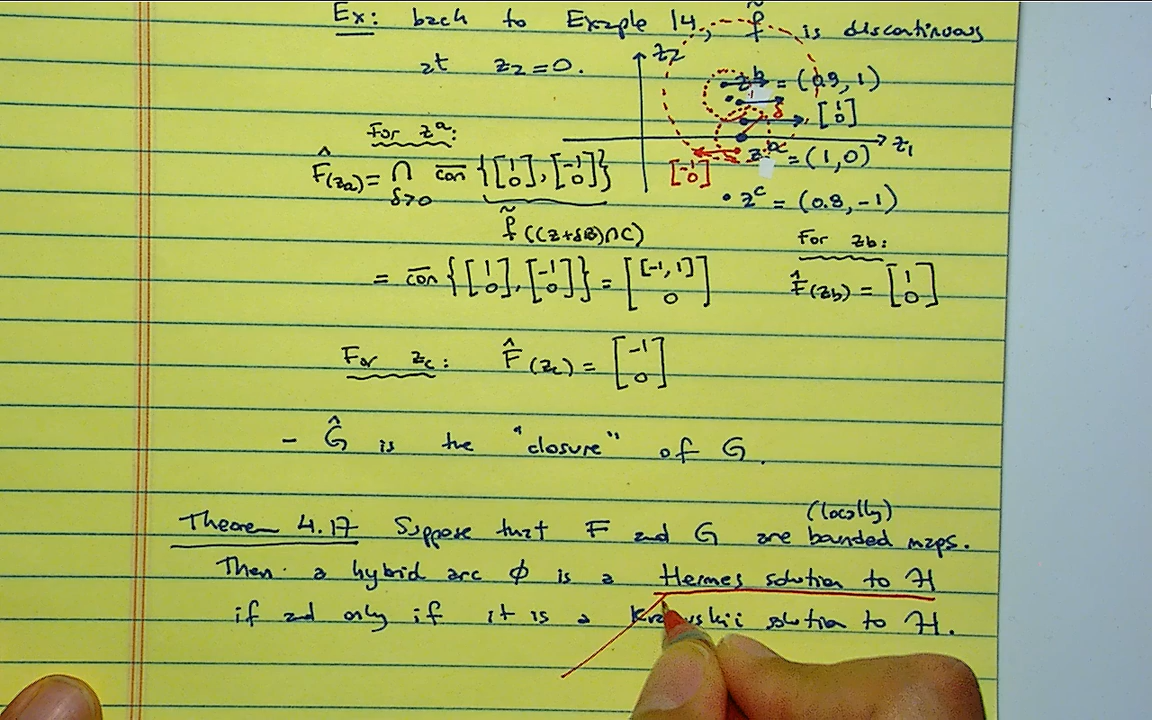 Ex: back to Example 14, f̃ is discontinuous
at z₂ = 0.
z₂
zᵇ = (0.9, 1)
δ
[1 0]
z₁
zᵃ = (1, 0)
[-1 0]
zᶜ = (0.8, -1)
For zᵃ:
F̂(za) = ∩ δ>0 con̅ {[1 0], [-1 0]}
f̃((z+δB)∩C)
= con̅ {[1 0], [-1 0]} = [[-1, 1] 0]
For zb:
F̂(zb) = [1 0]
For zc: F̂(zc) = [-1 0]
- Ĝ is the "closure" of G.
(locally)
Theorem 4.17 Suppose that F and G are bounded maps.
Then a hybrid arc ϕ is a Hermes solution to H
if and only if it is a solution to H.